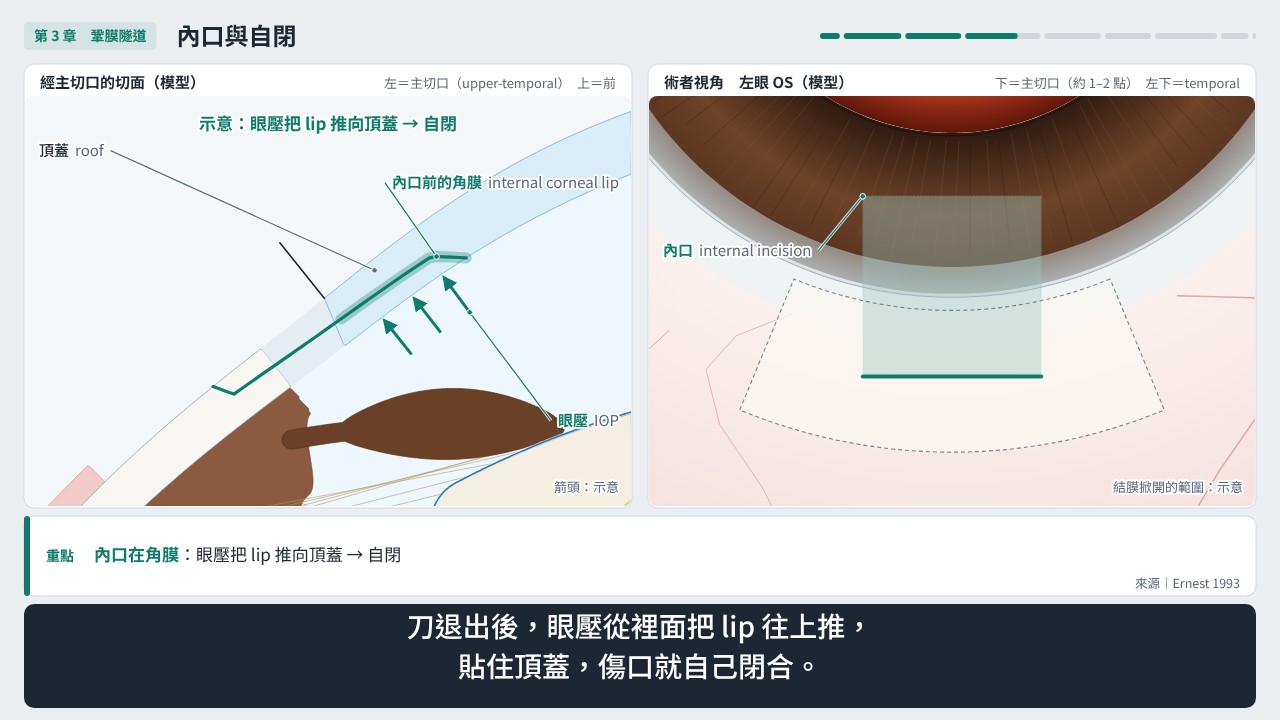 第 3 章　鞏膜隧道
內口與自閉
經主切口的切面（模型）
左＝主切口（upper-temporal）　上＝前
示意：眼壓把 lip 推向頂蓋 → 自閉
頂蓋 roof
內口前的角膜 internal corneal lip
眼壓 IOP
箭頭：示意
術者視角　左眼 OS（模型）
下＝主切口（約 1–2 點）　左下＝temporal
內口 internal incision
結膜掀開的範圍：示意
重點　內口在角膜：眼壓把 lip 推向頂蓋 → 自閉
來源｜Ernest 1993
刀退出後，眼壓從裡面把 lip 往上推，
貼住頂蓋，傷口就自己閉合。